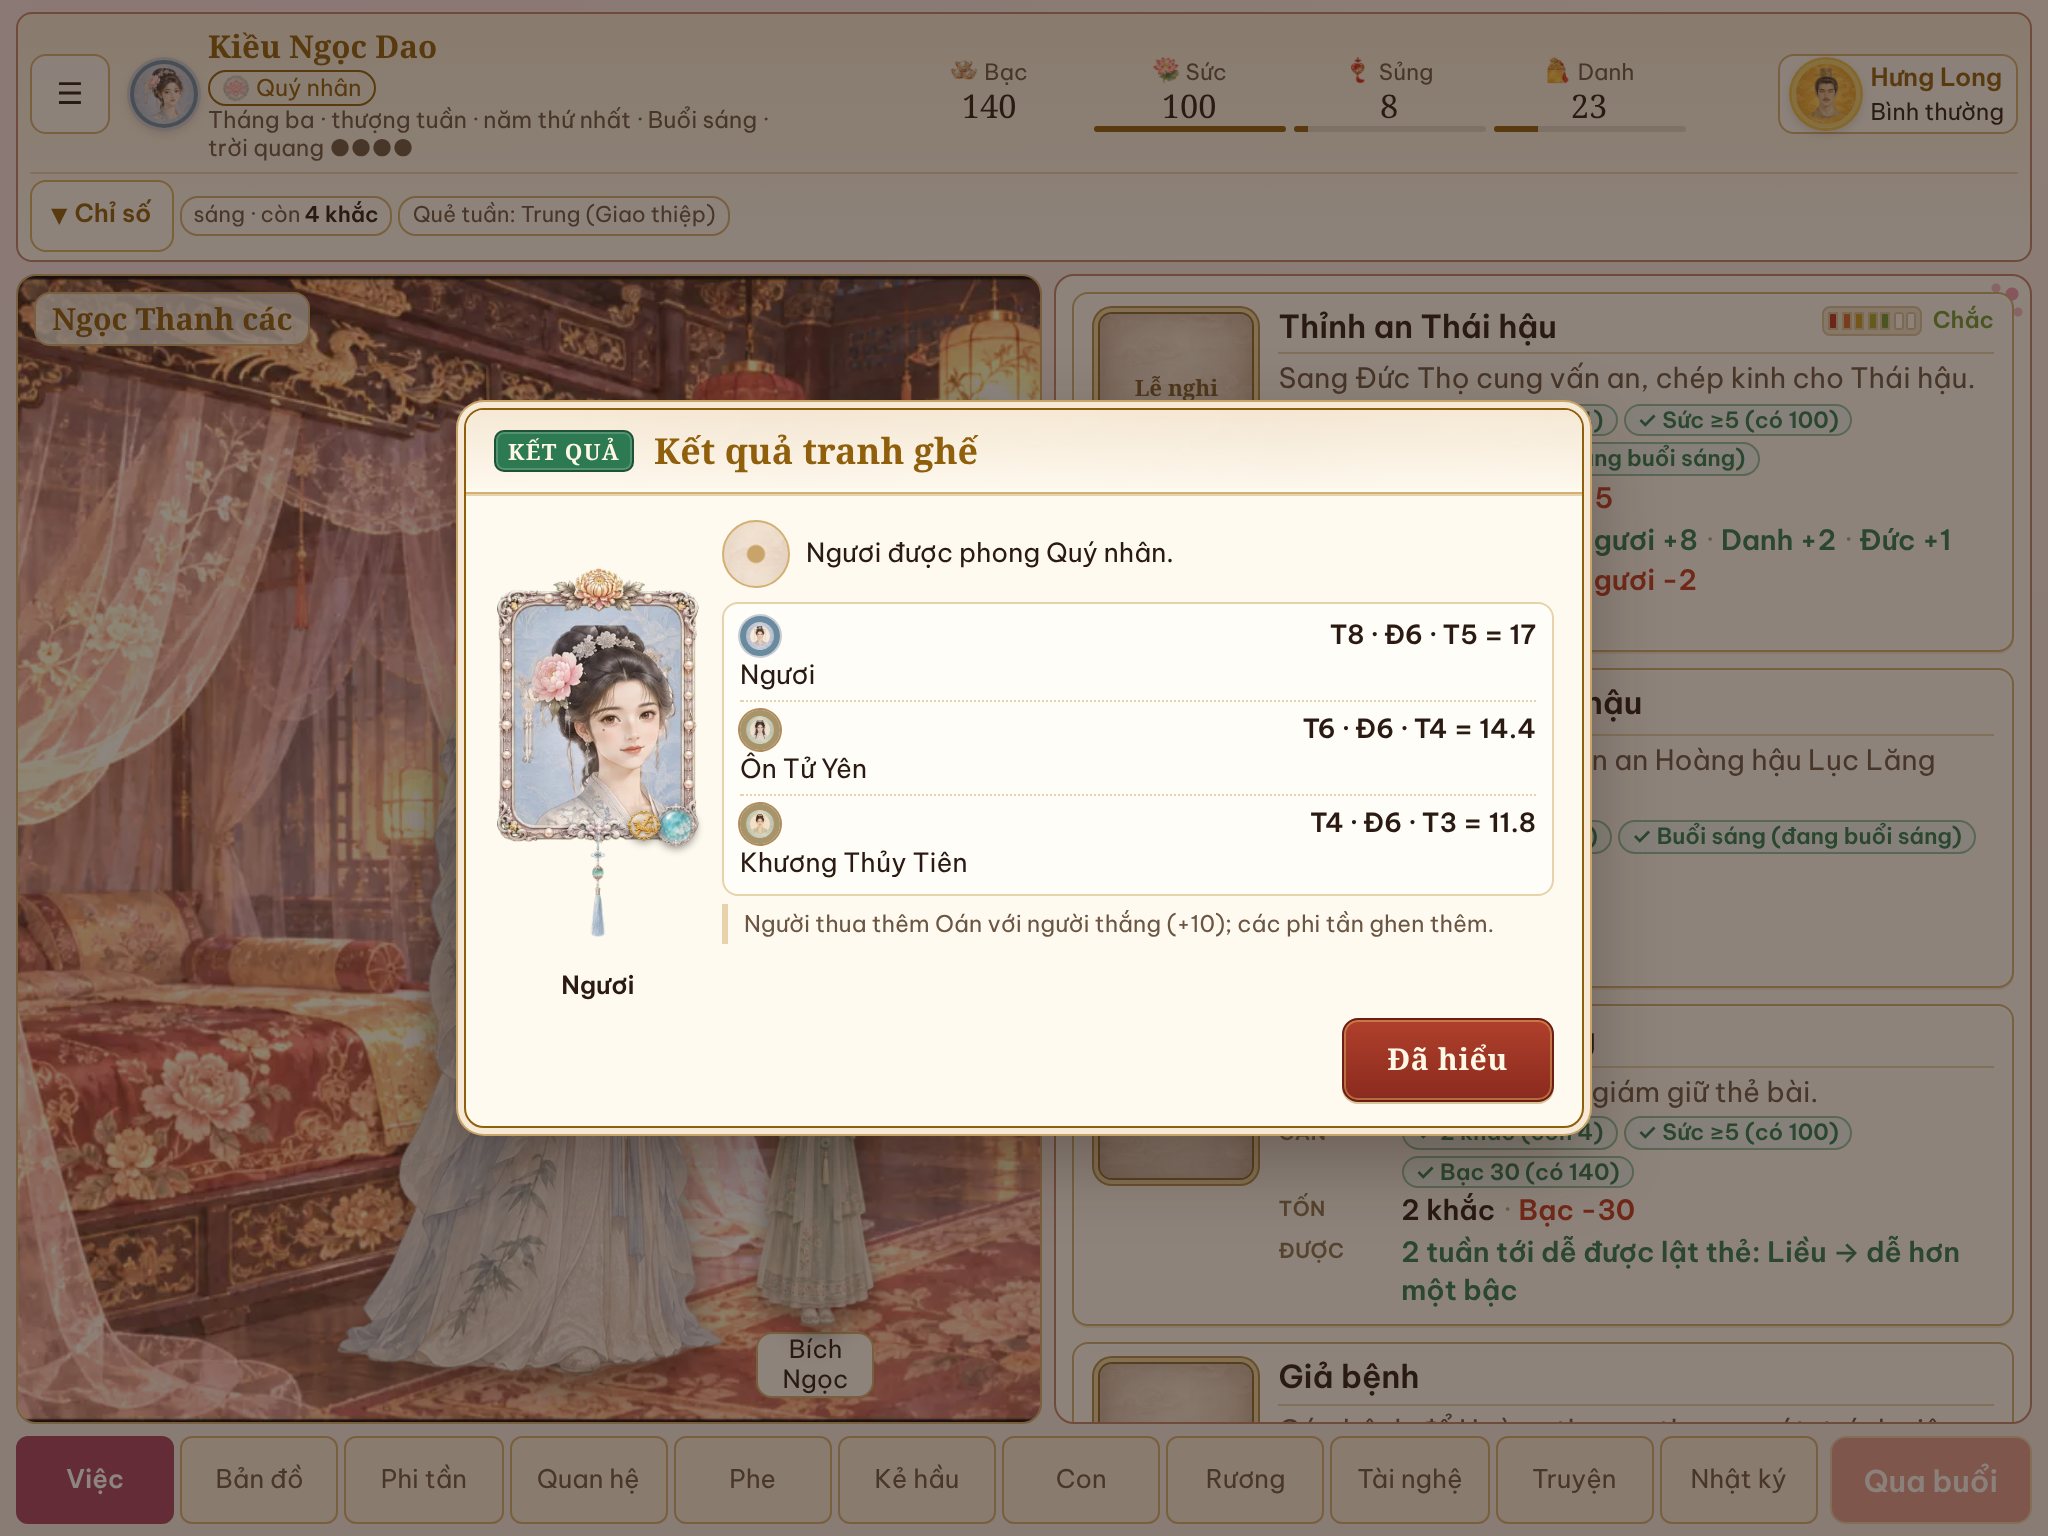 ☰
Kiều Ngọc Dao
Quý nhân
Tháng ba · thượng tuần · năm thứ nhất · Buổi sáng ·
trời quang ●●●●
Bạc
140
Sức
100
Sủng
8
Danh
23
Hưng Long
Bình thường
▼ Chỉ số
sáng · còn 4 khắc
Quẻ tuần: Trung (Giao thiệp)
Ngọc Thanh các
Lễ nghi
Thỉnh an Thái hậu
Chắc
Sang Đức Thọ cung vấn an, chép kinh cho Thái hậu.
✓ Sức ≥5 (có 100)
ng buổi sáng)
5
gươi +8 · Danh +2 · Đức +1
gươi -2
KẾT QUẢ
Kết quả tranh ghế
Ngươi được phong Quý nhân.
T8 · Đ6 · T5 = 17
Ngươi
T6 · Đ6 · T4 = 14.4
Ôn Tử Yên
T4 · Đ6 · T3 = 11.8
Khương Thủy Tiên
Người thua thêm Oán với người thắng (+10); các phi tần ghen thêm.
Ngươi
Đã hiểu
hậu
n an Hoàng hậu Lục Lăng
✓ Buổi sáng (đang buổi sáng)
giám giữ thẻ bài.
✓ Sức ≥5 (có 100)
✓ Bạc 30 (có 140)
TỐN
2 khắc · Bạc -30
ĐƯỢC
2 tuần tới dễ được lật thẻ: Liều → dễ hơn
một bậc
Giả bệnh
Bích
Ngọc
Việc
Bản đồ
Phi tần
Quan hệ
Phe
Kẻ hầu
Con
Rương
Tài nghệ
Truyện
Nhật ký
Qua buổi